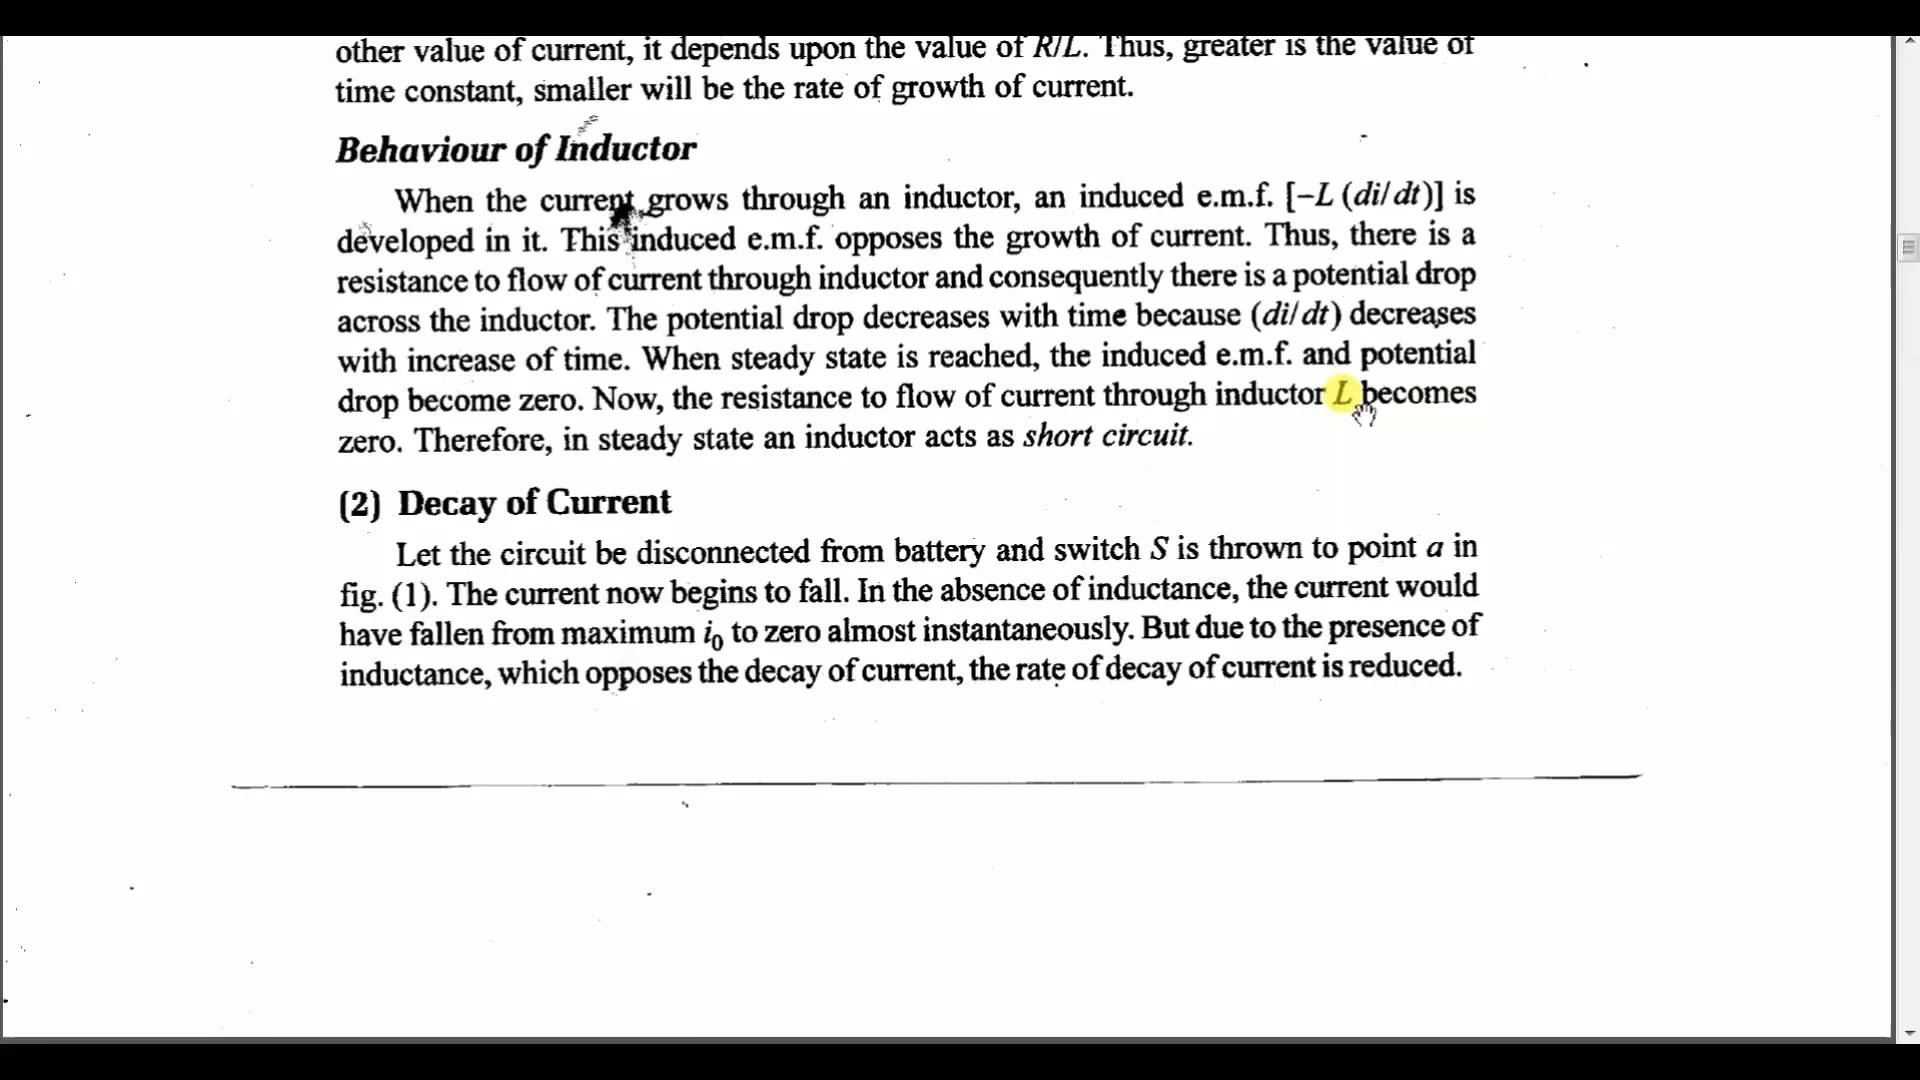 other value of current, it depends upon the value of R/L. Thus, greater is the value of
time constant, smaller will be the rate of growth of current.
Behaviour of Inductor
When the current grows through an inductor, an induced e.m.f. [–L (di/dt)] is
developed in it. This induced e.m.f. opposes the growth of current. Thus, there is a
resistance to flow of current through inductor and consequently there is a potential drop
across the inductor. The potential drop decreases with time because (di/dt) decreases
with increase of time. When steady state is reached, the induced e.m.f. and potential
drop become zero. Now, the resistance to flow of current through inductor L becomes
zero. Therefore, in steady state an inductor acts as short circuit.
(2) Decay of Current
Let the circuit be disconnected from battery and switch S is thrown to point a in
fig. (1). The current now begins to fall. In the absence of inductance, the current would
have fallen from maximum i₀ to zero almost instantaneously. But due to the presence of
inductance, which opposes the decay of current, the rate of decay of current is reduced.